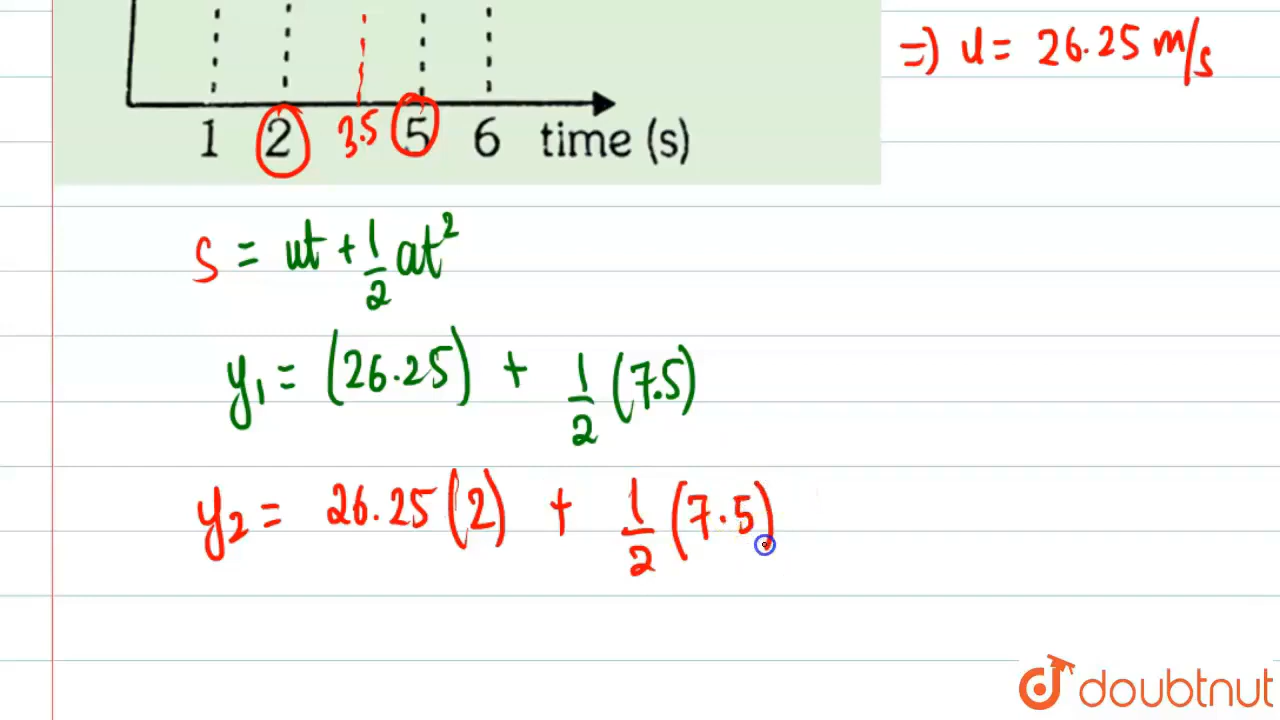 =) u = 26.25 m/s
1 2 3.5 5 6 time (s)
s = ut + 1/2 at²
y₁ = (26.25) + 1/2 (7.5)
y₂ = 26.25 (2) + 1/2 (7.5)
doubtnut